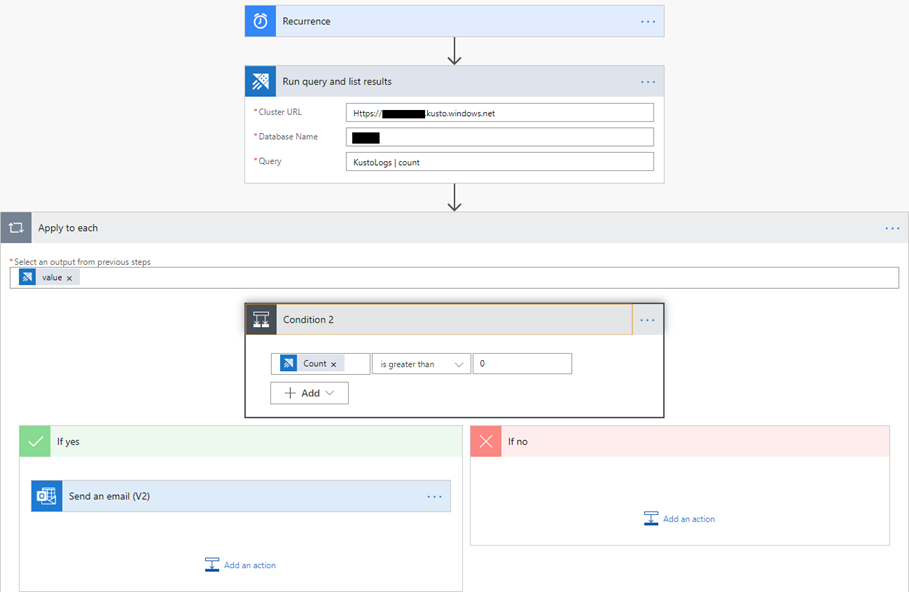 Recurrence
Run query and list results
*Cluster URL
Https:// .kusto.windows.net
*Database Name
*Query
KustoLogs | count
Apply to each
*Select an output from previous steps
value ×
Condition 2
Count ×
is greater than
0
+ Add
If yes
If no
Send an email (V2)
Add an action
Add an action